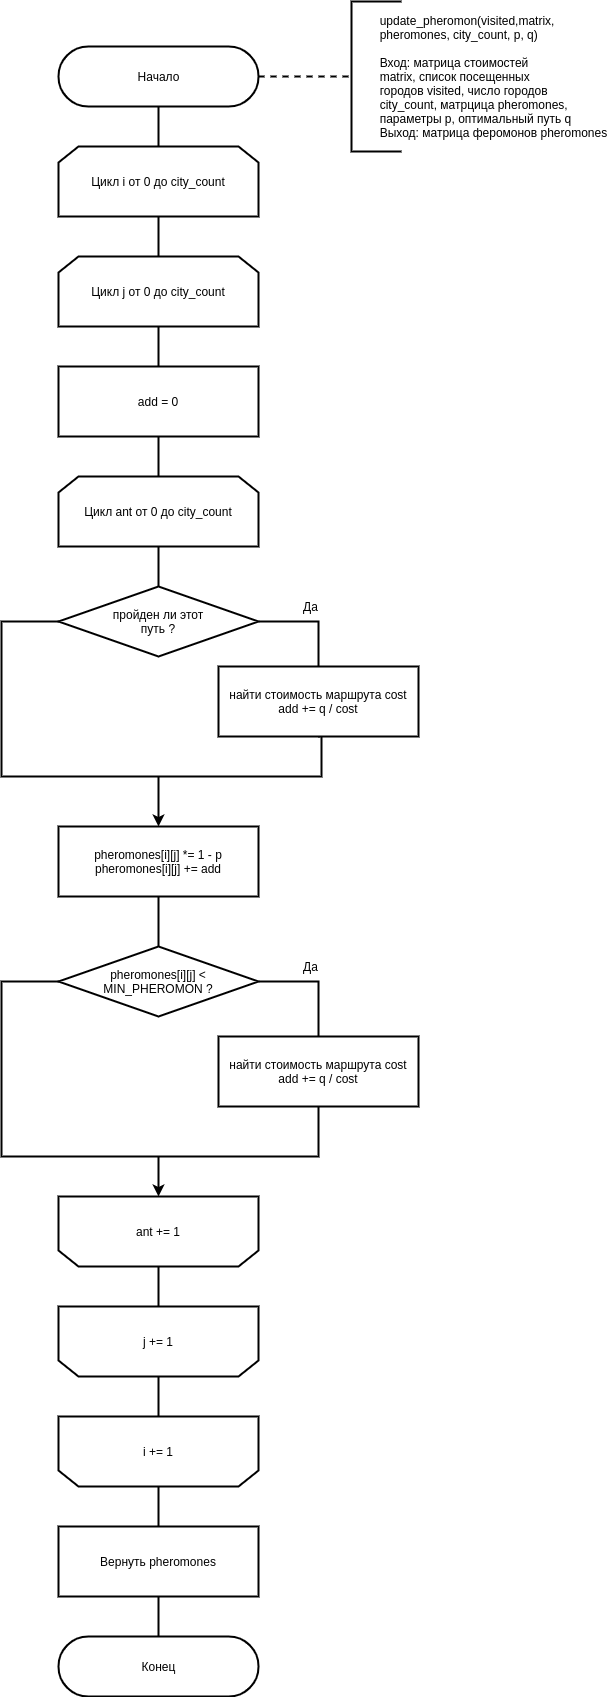 update_pheromon(visited,matrix,
pheromones, city_count, p, q)
Вход: матрица стоимостей
matrix, список посещенных
городов visited, число городов
city_count, матрцица pheromones,
параметры p, оптимальный путь q
Выход: матрица феромонов pheromones
Начало
Цикл i от 0 до city_count
Цикл j от 0 до city_count
add = 0
Цикл ant от 0 до city_count
пройден ли этот
путь ?
Да
найти стоимость маршрута cost
add += q / cost
pheromones[i][j] *= 1 - p
pheromones[i][j] += add
pheromones[i][j] <
MIN_PHEROMON ?
Да
найти стоимость маршрута cost
add += q / cost
ant += 1
j += 1
i += 1
Вернуть pheromones
Конец